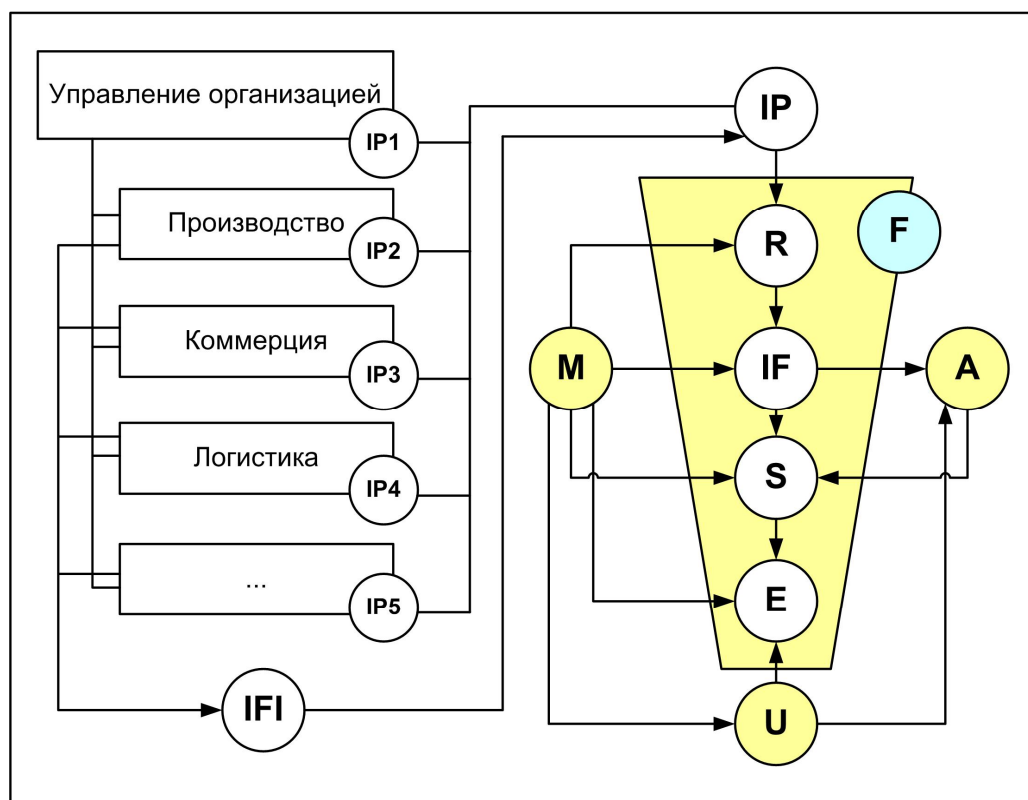 Управление организацией
IP1
Производство
IP2
Коммерция
IP3
Логистика
IP4
...
IP5
IFI
IP
R
F
M
IF
A
S
E
U